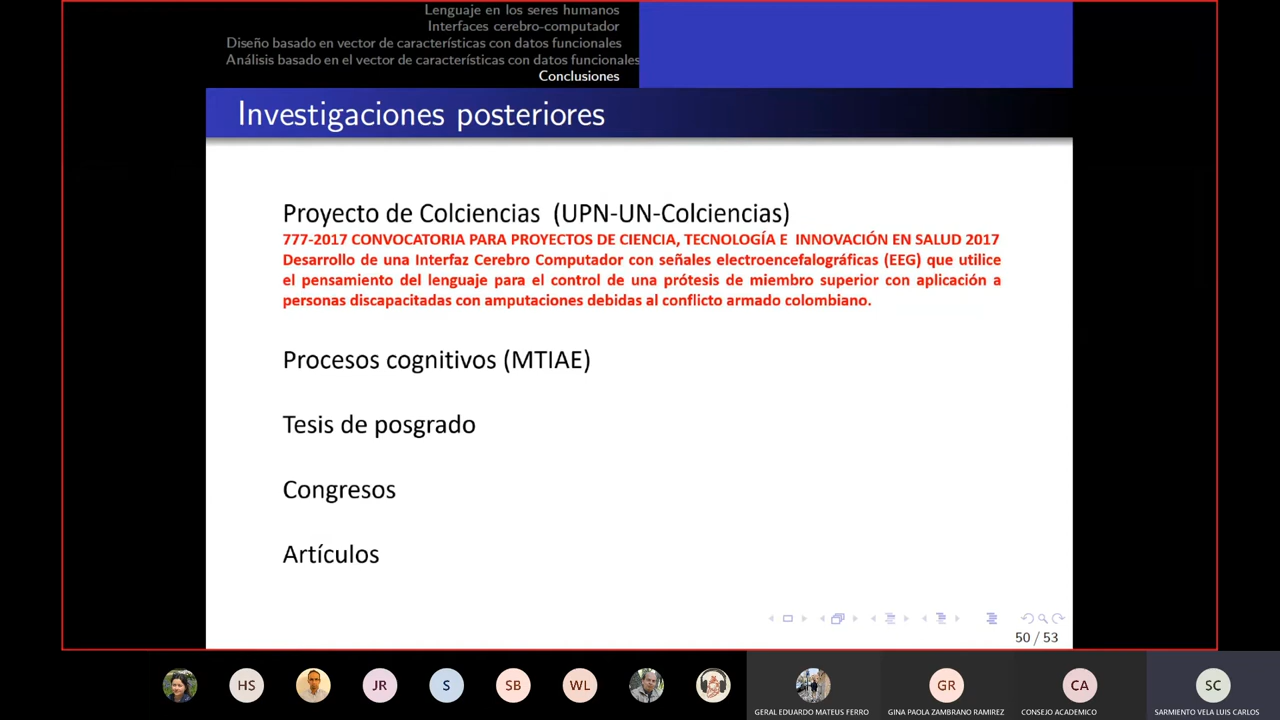 Lenguaje en los seres humanos
Interfaces cerebro-computador
Diseño basado en vector de características con datos funcionales
Análisis basado en el vector de características con datos funcionales
Conclusiones
Investigaciones posteriores
Proyecto de Colciencias (UPN-UN-Colciencias)
777-2017 CONVOCATORIA PARA PROYECTOS DE CIENCIA, TECNOLOGÍA E INNOVACIÓN EN SALUD 2017
Desarrollo de una Interfaz Cerebro Computador con señales electroencefalográficas (EEG) que utilice
el pensamiento del lenguaje para el control de una prótesis de miembro superior con aplicación a
personas discapacitadas con amputaciones debidas al conflicto armado colombiano.
Procesos cognitivos (MTIAE)
Tesis de posgrado
Congresos
Artículos
50 / 53
HS JR S SB WL GR CA SC
GERAL EDUARDO MATEUS FERRO GINA PAOLA ZAMBRANO RAMIREZ CONSEJO ACADEMICO SARMIENTO VELA LUIS CARLOS